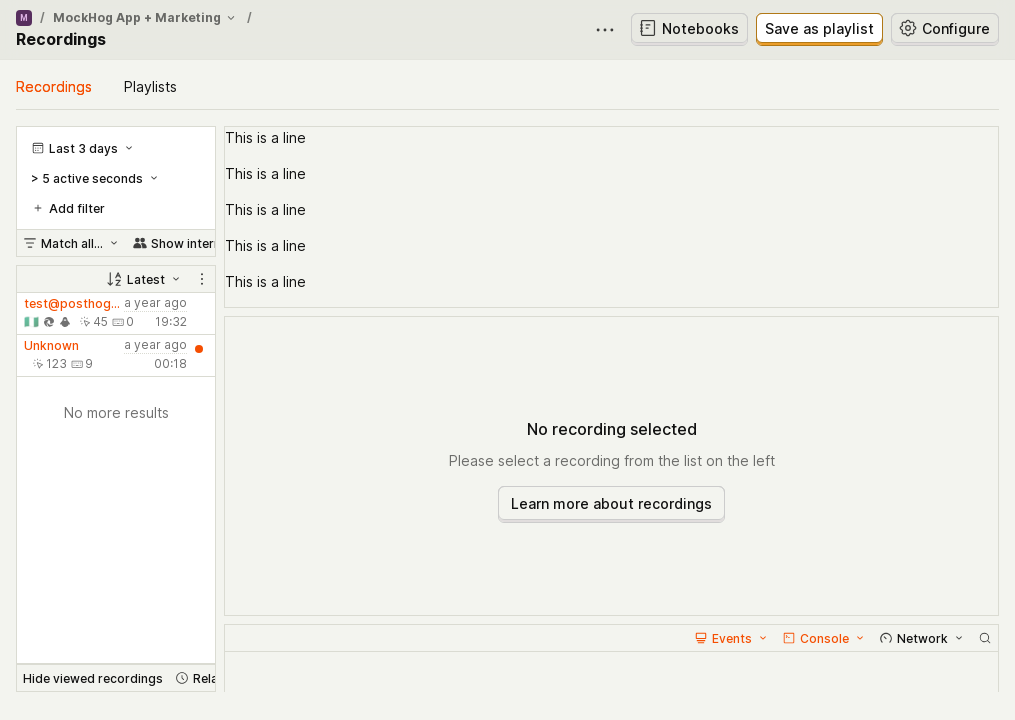 M / MockHog App + Marketing /
Recordings
Notebooks
Save as playlist
Configure
Recordings
Playlists
Last 3 days
> 5 active seconds
Add filter
Match all...
Show interr
Latest
test@posthog...
a year ago
45
0
19:32
Unknown
a year ago
123
9
00:18
No more results
Hide viewed recordings
Rela
This is a line
This is a line
This is a line
This is a line
This is a line
No recording selected
Please select a recording from the list on the left
Learn more about recordings
Events
Console
Network